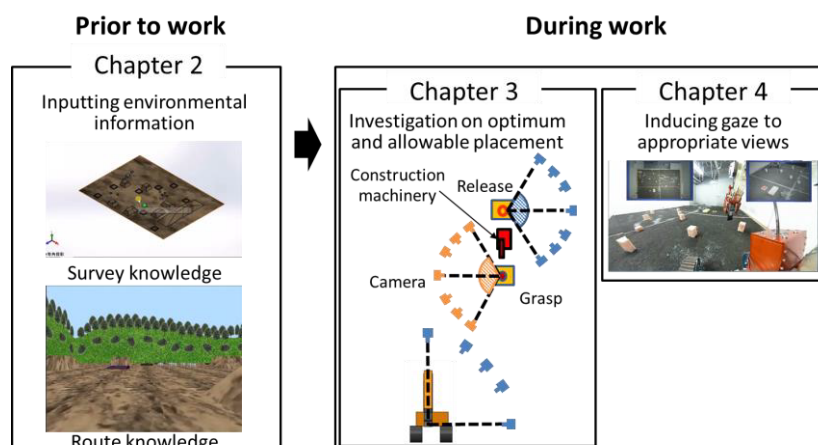 Prior to work
During work
Chapter 2
Inputting environmental
information
Survey knowledge
Route knowledge
Chapter 3
Investigation on optimum
and allowable placement
Construction
machinery
Release
Camera
Grasp
Chapter 4
Inducing gaze to
appropriate views